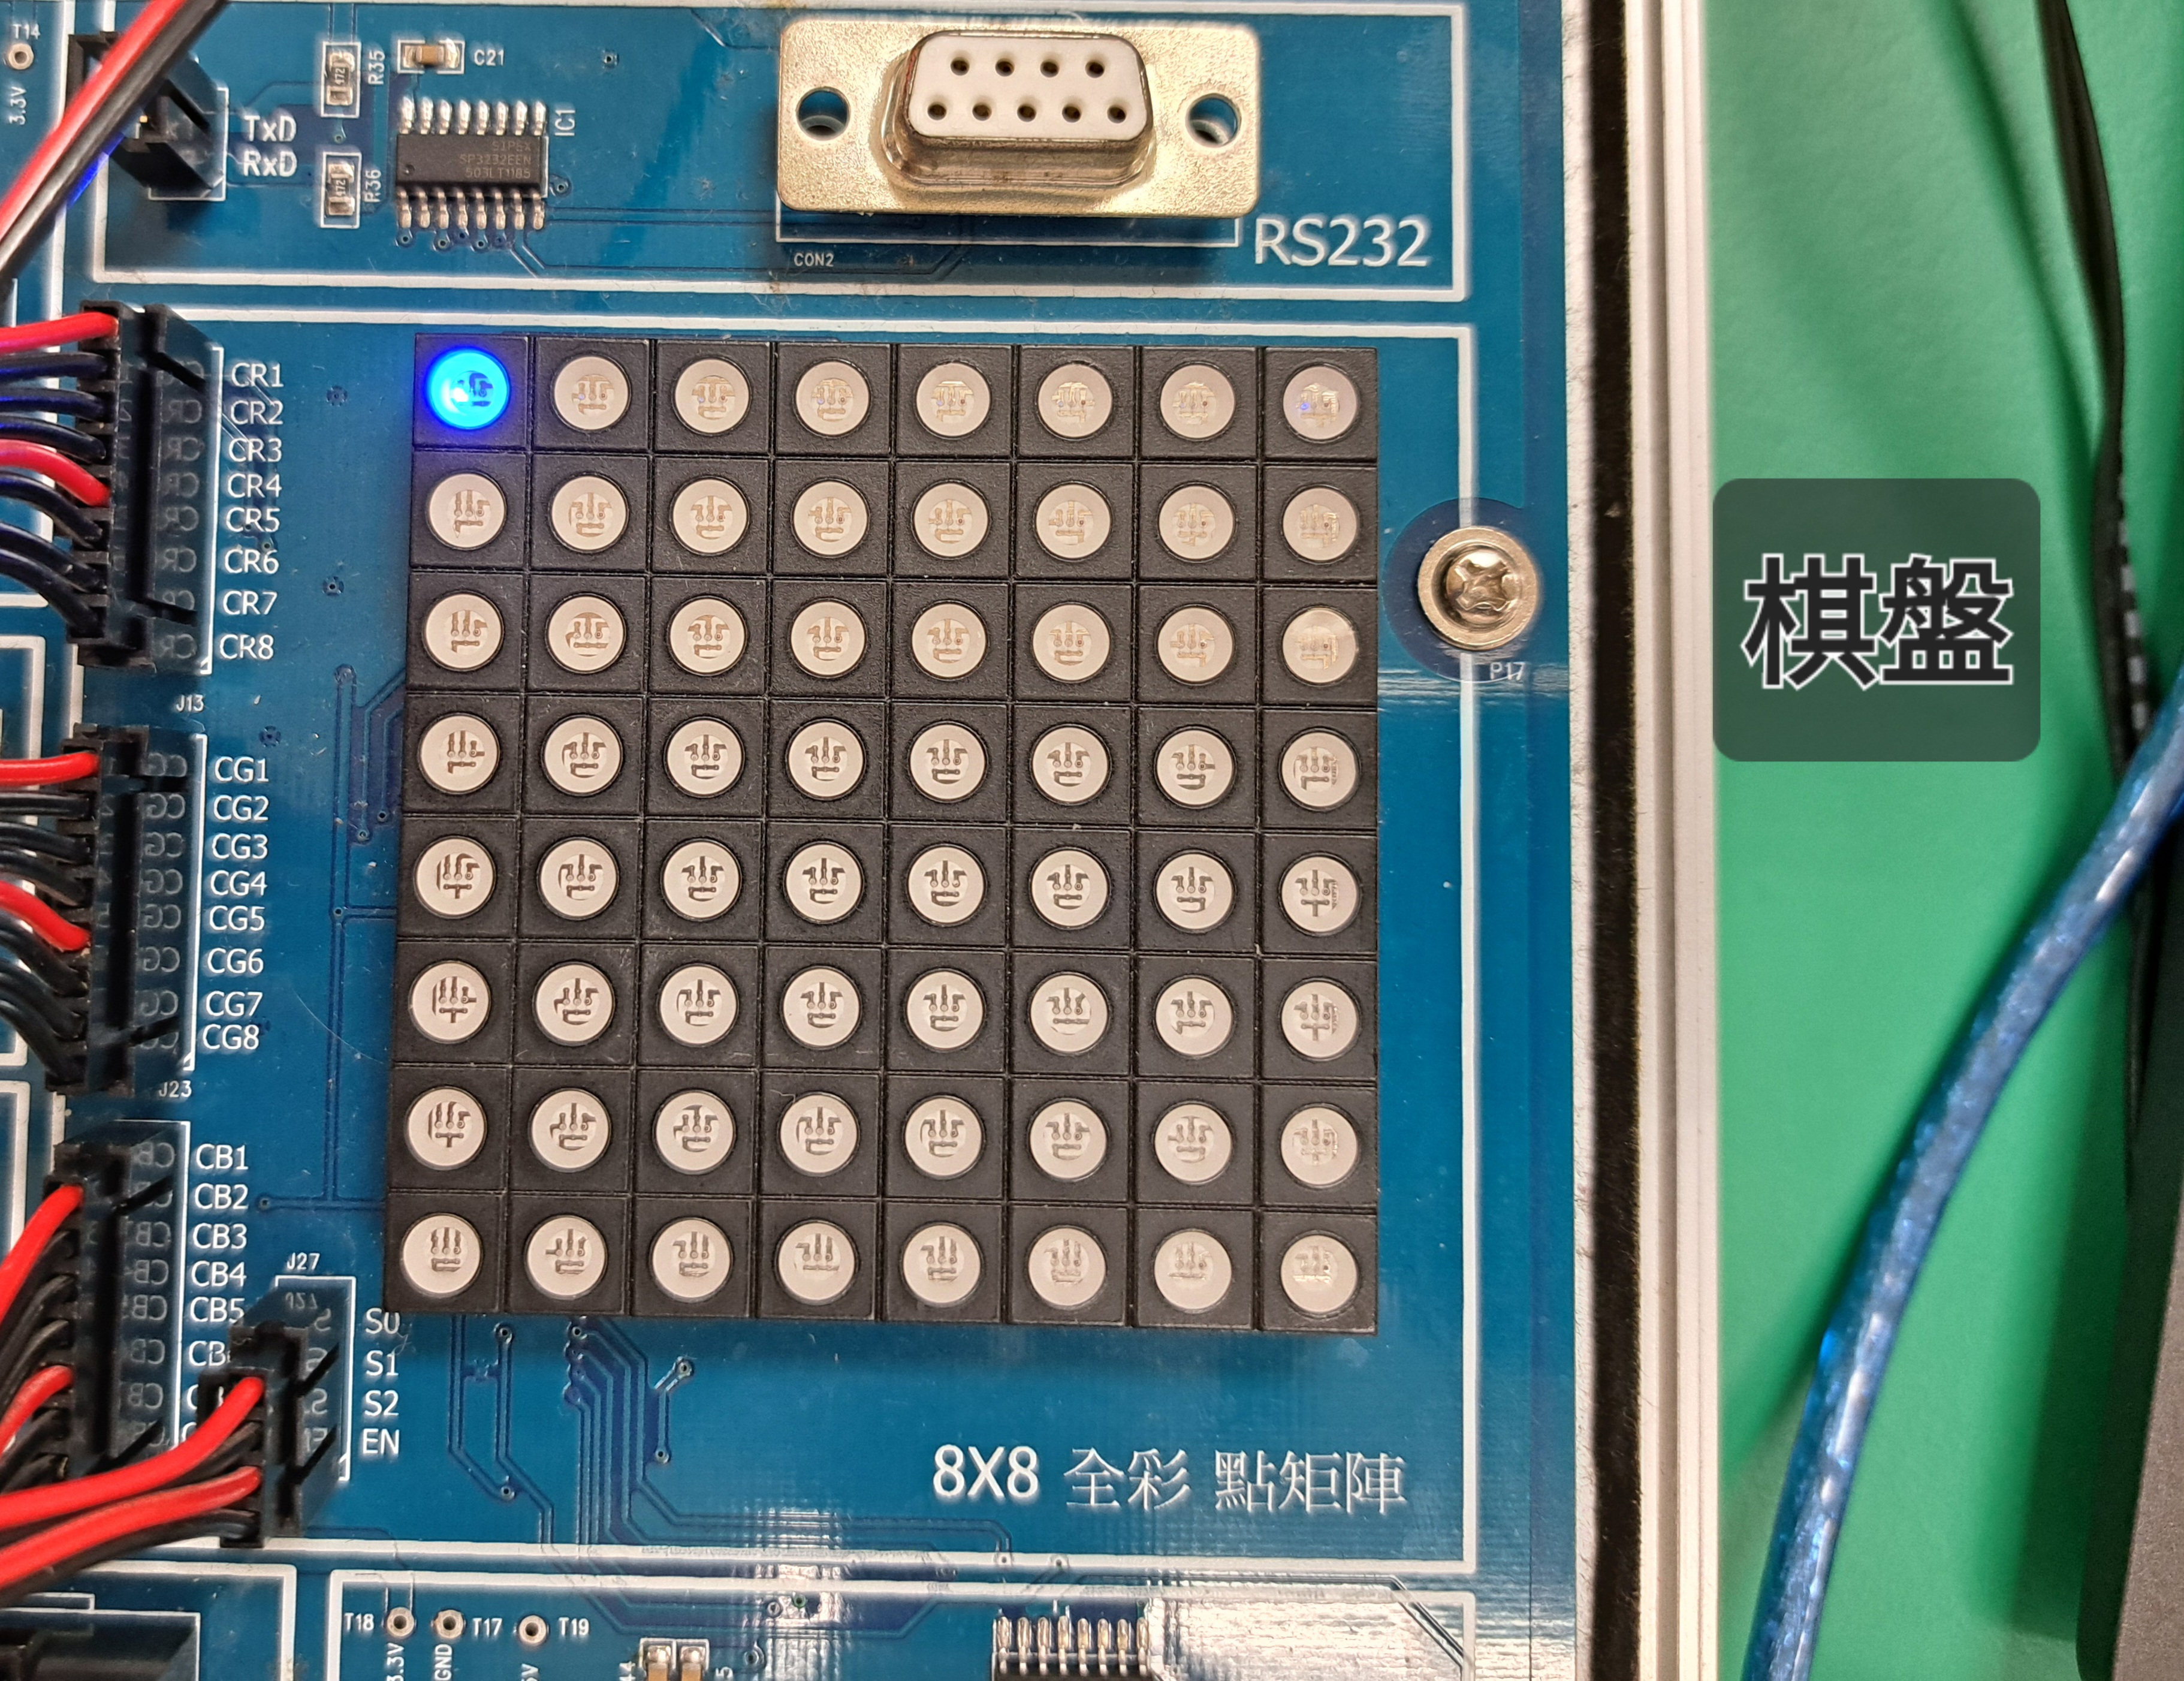 T14
3.3V
TxD
RxD
R35
R36
C21
IC1
SIPEX
SP3232EEN
CON2
RS232
CR1
CR2
CR3
CR4
CR5
CR6
CR7
CR8
J13
CG1
CG2
CG3
CG4
CG5
CG6
CG7
CG8
J23
CB1
CB2
CB3
CB4
CB5
J27
S0
S1
S2
EN
P17
棋盤
8X8 全彩 點矩陣
T18
T17
T19
3.3V
GND